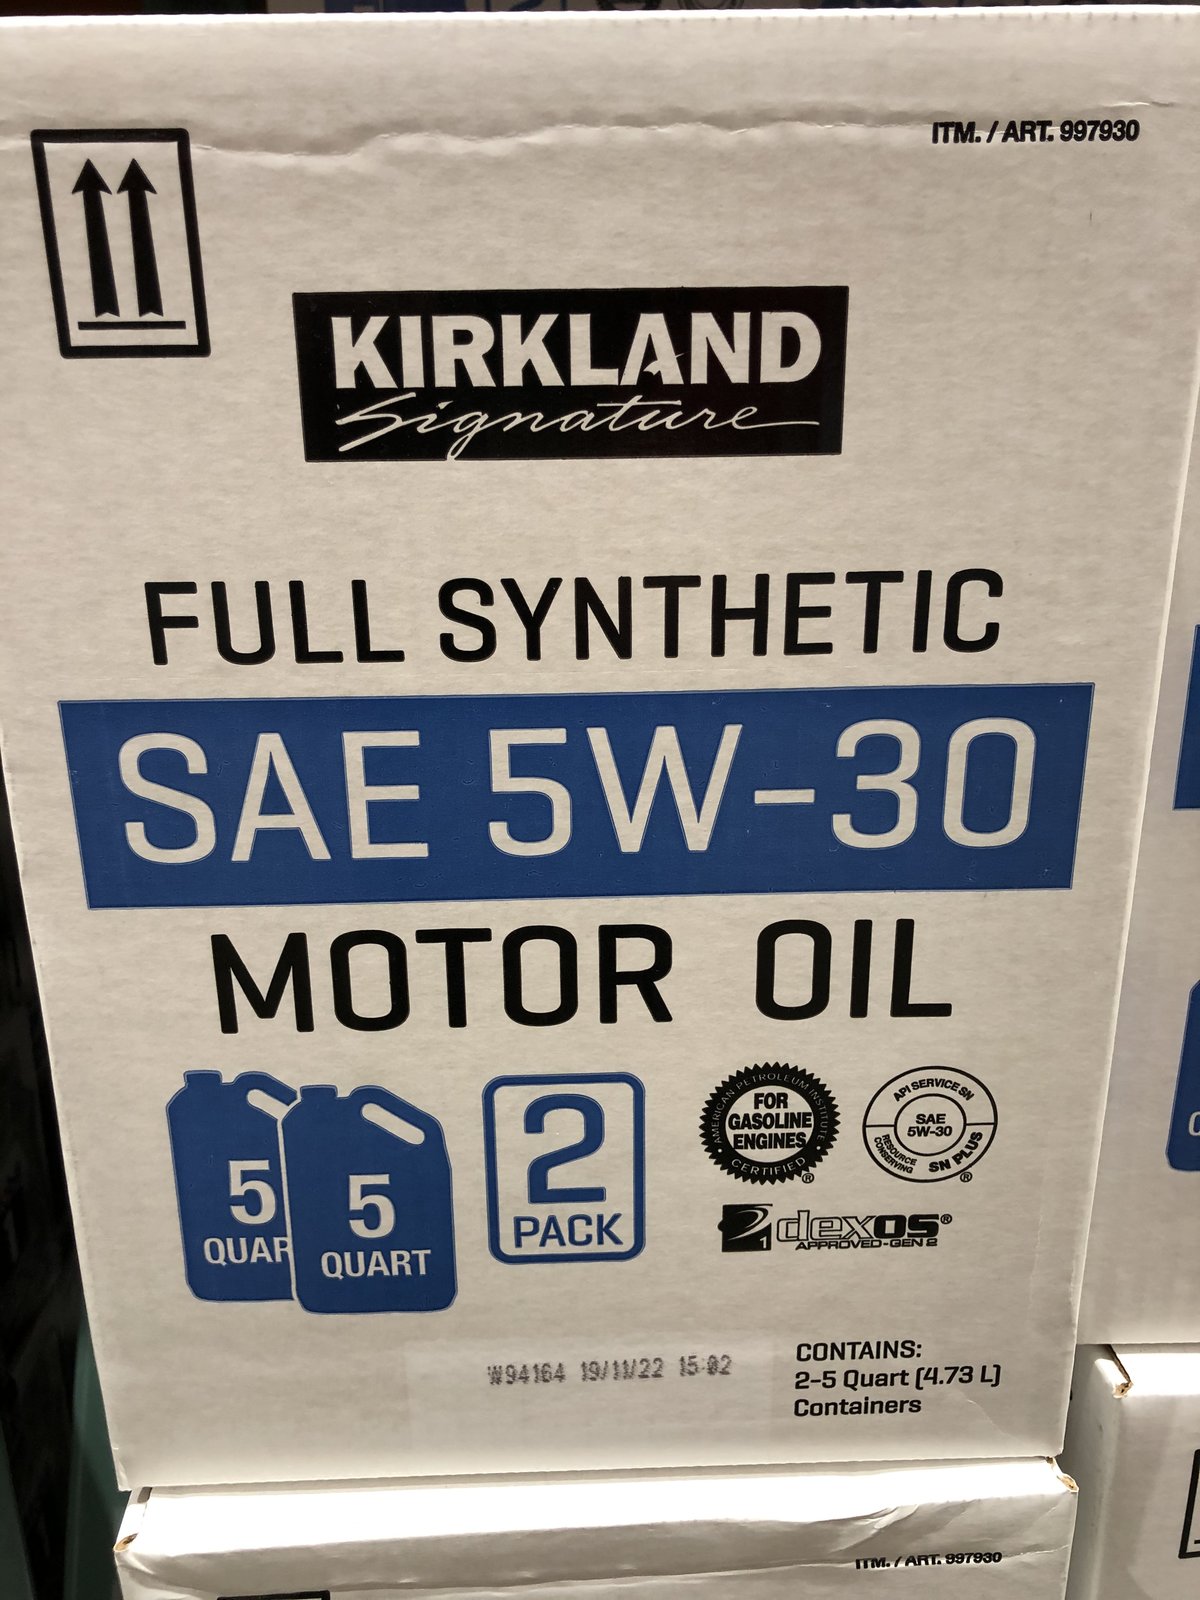 ITM. / ART. 997930
KIRKLAND
Signature
FULL SYNTHETIC
SAE 5W-30
MOTOR OIL
5
QUAR
5
QUART
2
PACK
AMERICAN PETROLEUM INSTITUTE
FOR
GASOLINE
ENGINES
CERTIFIED
®
API SERVICE SN
SAE
5W-30
RESOURCE
CONSERVING
SN PLUS
®
1 dexos®
APPROVED-GEN 2
W94164 19/11/22 15:02
CONTAINS:
2-5 Quart (4.73 L)
Containers
ITM. / ART. 997930